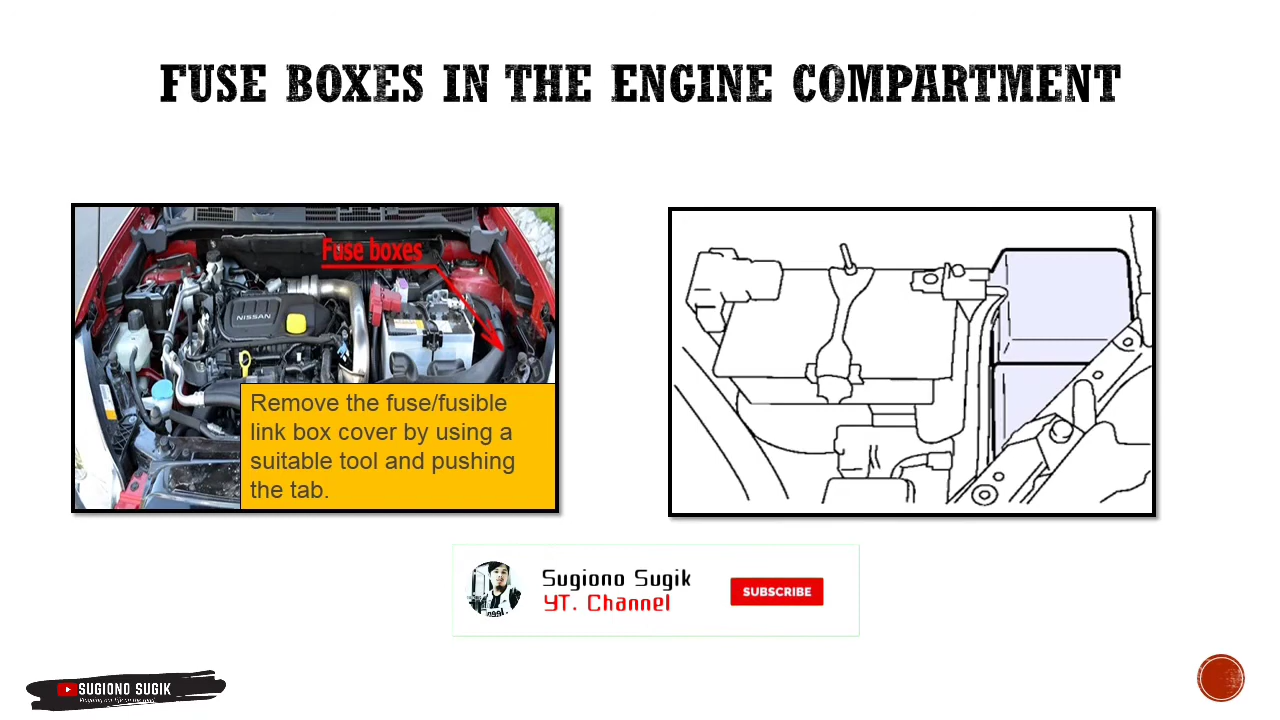 FUSE BOXES IN THE ENGINE COMPARTMENT
Fuse boxes
NISSAN
Remove the fuse/fusible
link box cover by using a
suitable tool and pushing
the tab.
Sugiono Sugik
YT. Channel
SUBSCRIBE
SUGIONO SUGIK